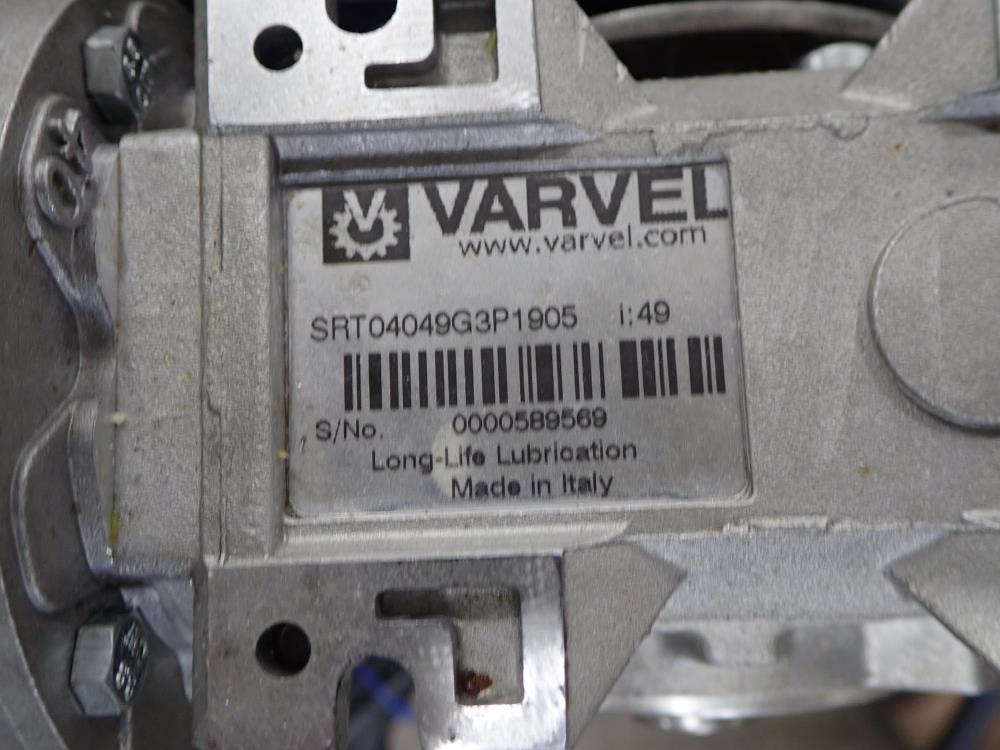 VARVEL
www.varvel.com
SRT04049G3P1905 i:49
S/No. 0000589569
Long-Life Lubrication
Made in Italy